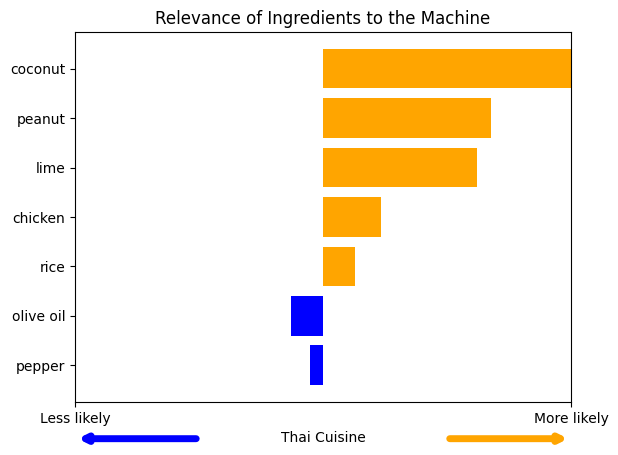 Relevance of Ingredients to the Machine
coconut
peanut
lime
chicken
rice
olive oil
pepper
Less likely
More likely
Thai Cuisine